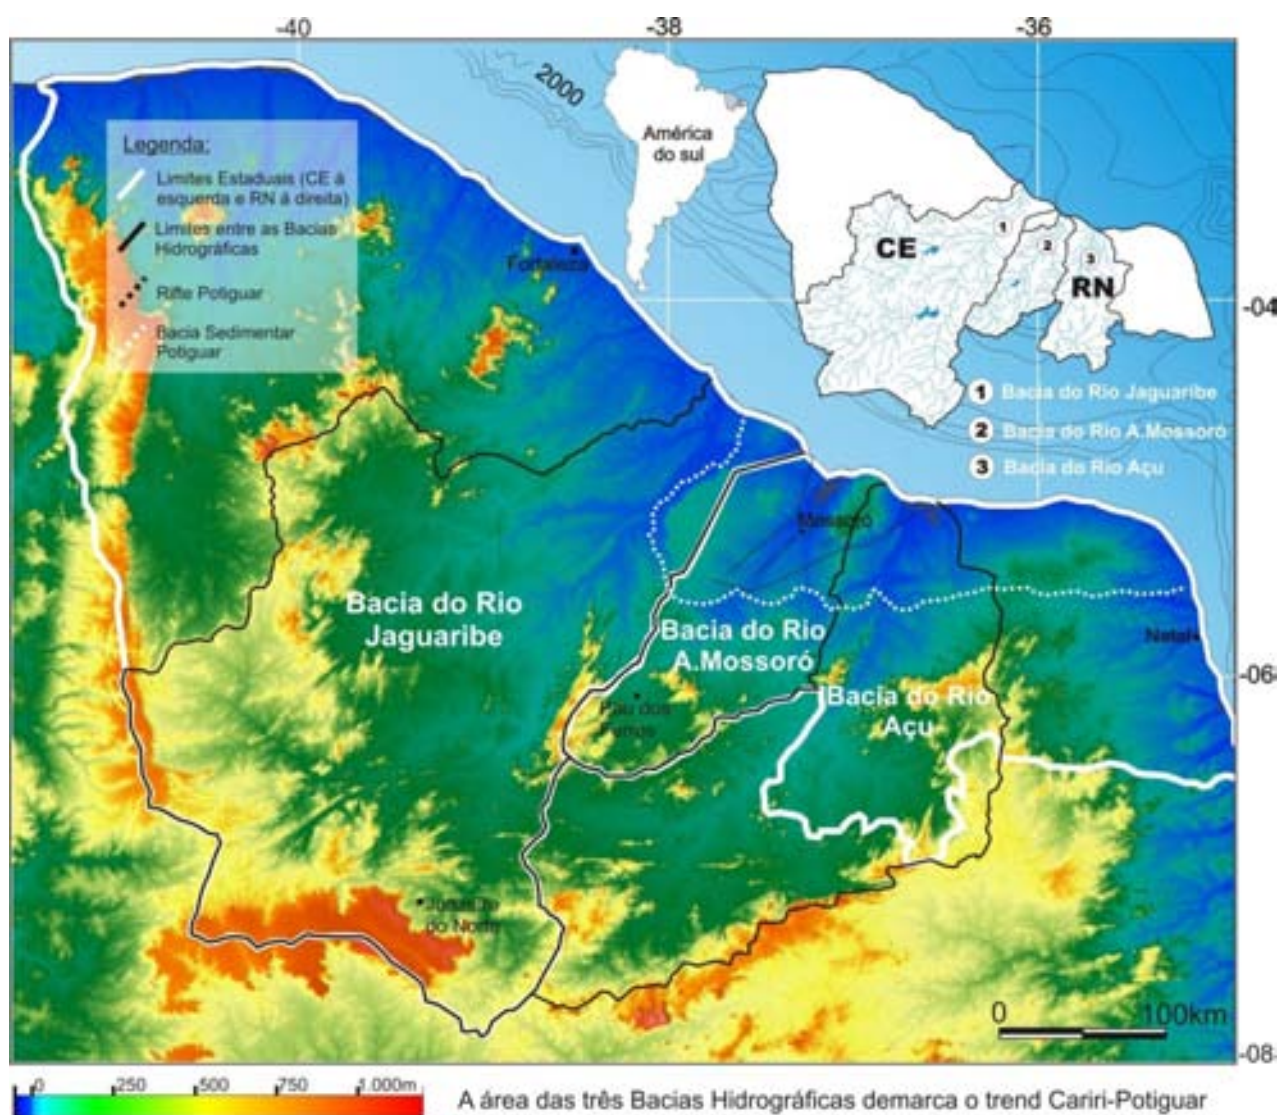 -40
-38
-36
2000
América
do sul
Legenda:
Limites Estaduais (CE á
esquerda e RN á direita)
Limites entre as Bacias
Hidrográficas
Rifte Potiguar
Bacia Sedimentar
Potiguar
Fortaleza
CE
1
2
3
RN
-04
1 Bacia do Rio Jaguaribe
2 Bacia do Rio A.Mossoró
3 Bacia do Rio Açu
Mossoró
Bacia do Rio
Jaguaribe
Bacia do Rio
A.Mossoró
Natal
-06
Pau dos
Ferros
Bacia do Rio
Açu
Juazeiro
do Norte
0 100km
-08
0 250 500 750 1.000m
A área das três Bacias Hidrográficas demarca o trend Cariri-Potiguar